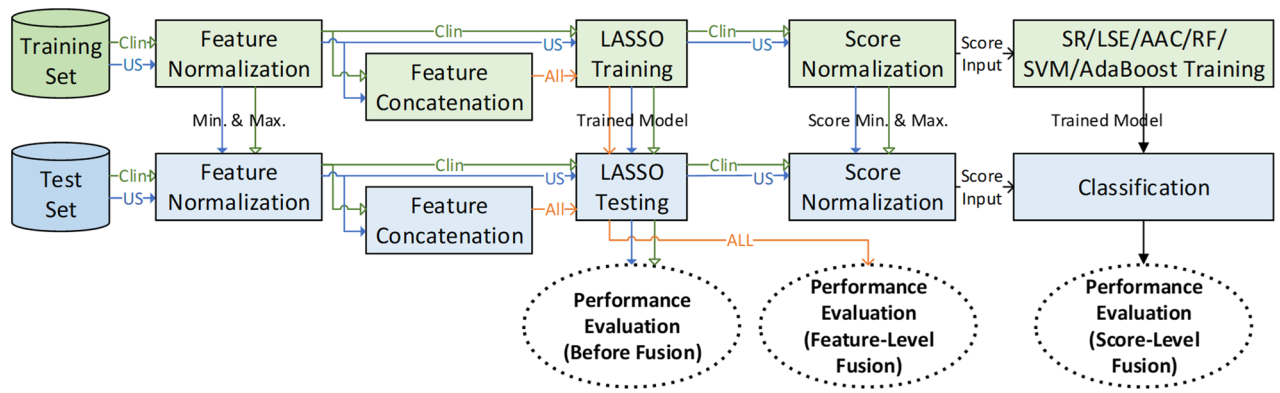 Training
Set
Clin
US
Feature
Normalization
Clin
US
Feature
Concatenation
All
LASSO
Training
Clin
US
Score
Normalization
Score
Input
SR/LSE/AAC/RF/
SVM/AdaBoost Training
Min. & Max.
Trained Model
Score Min. & Max.
Trained Model
Test
Set
Clin
US
Feature
Normalization
Clin
US
Feature
Concatenation
All
LASSO
Testing
Clin
US
Score
Normalization
Score
Input
Classification
ALL
Performance
Evaluation
(Before Fusion)
Performance
Evaluation
(Feature-Level
Fusion)
Performance
Evaluation
(Score-Level
Fusion)